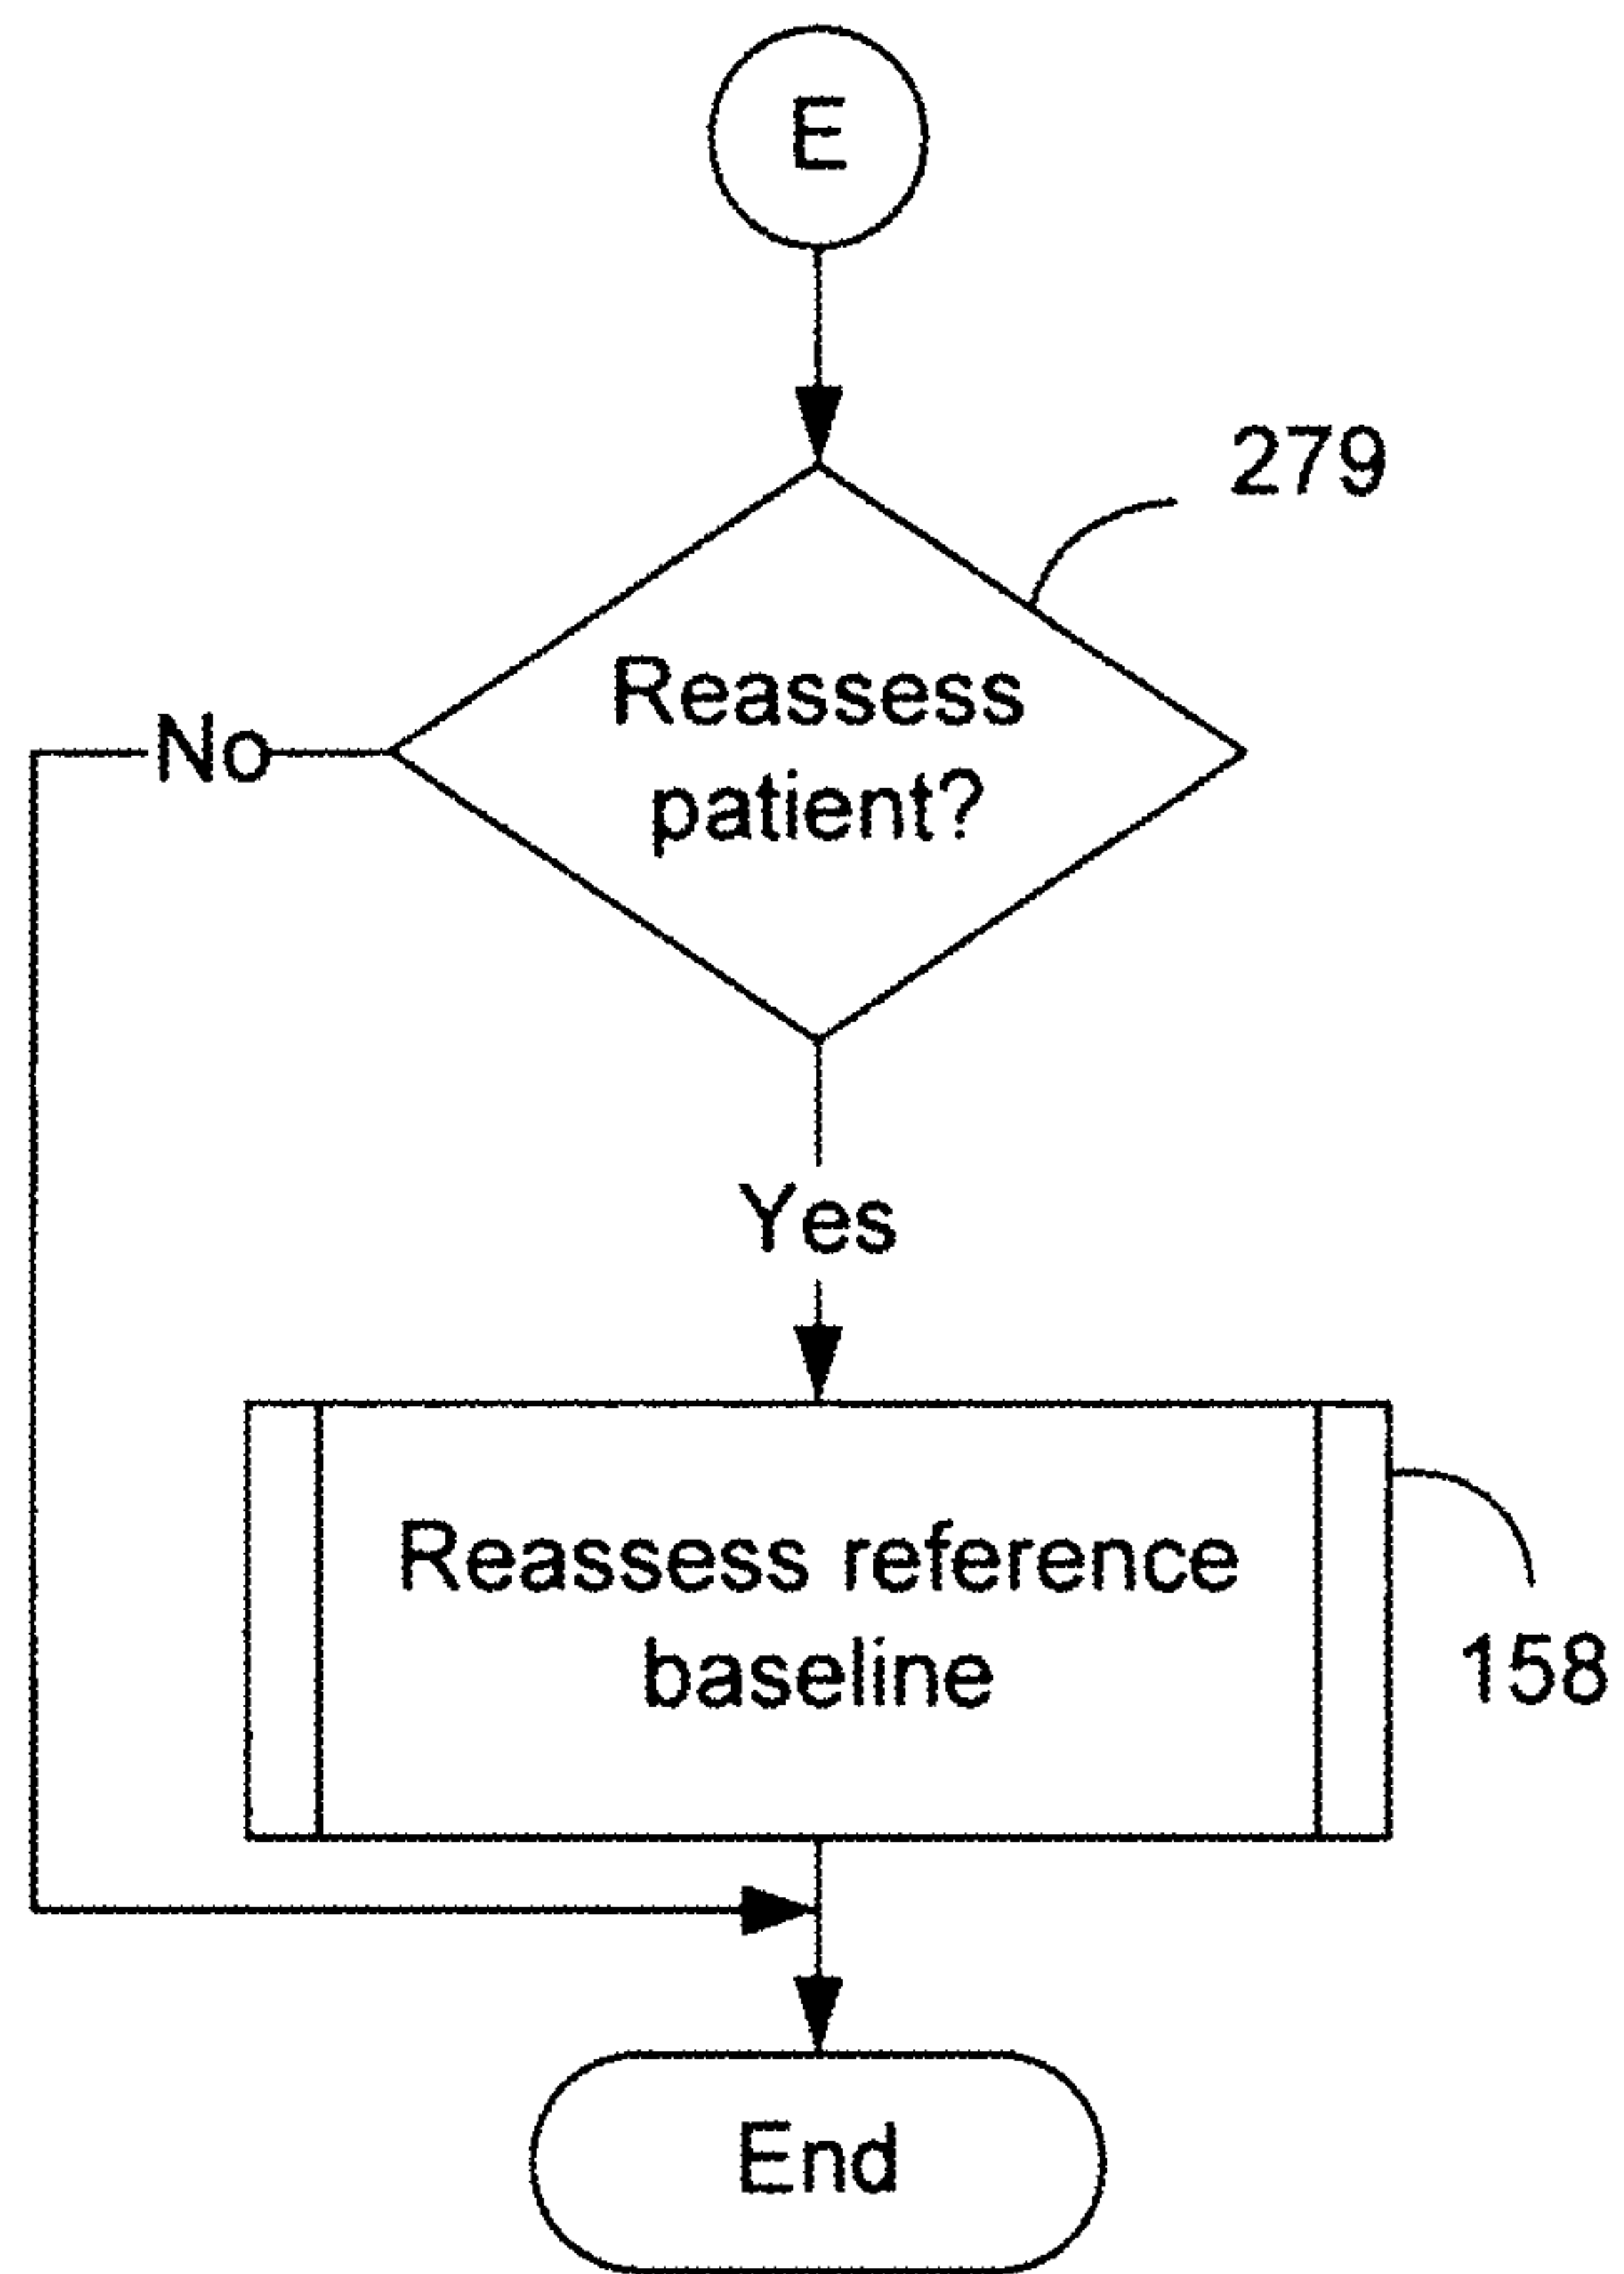 E
279
Reassess
patient?
No
Yes
Reassess reference
baseline
158
End